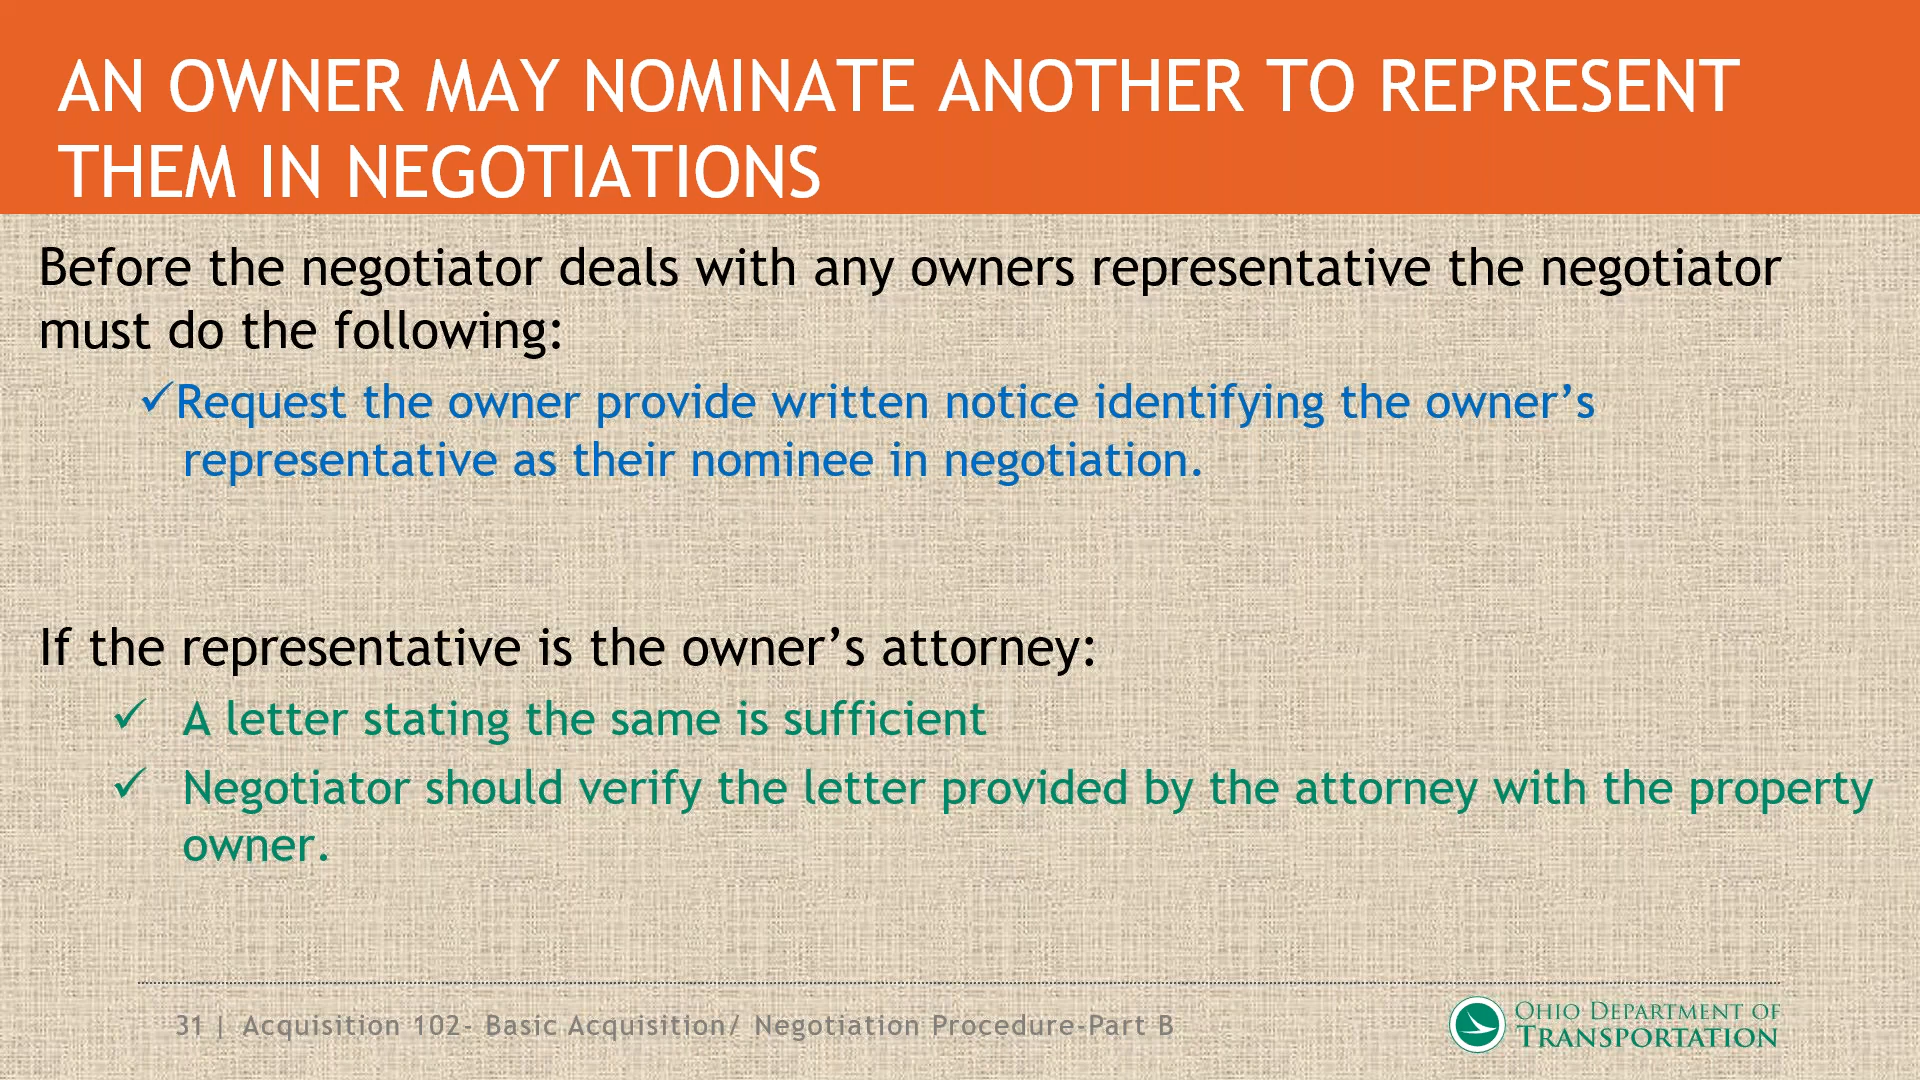 AN OWNER MAY NOMINATE ANOTHER TO REPRESENT
THEM IN NEGOTIATIONS
Before the negotiator deals with any owners representative the negotiator
must do the following:
✓Request the owner provide written notice identifying the owner’s
representative as their nominee in negotiation.
If the representative is the owner’s attorney:
✓ A letter stating the same is sufficient
✓ Negotiator should verify the letter provided by the attorney with the property
owner.
31 | Acquisition 102- Basic Acquisition/ Negotiation Procedure-Part B
OHIO DEPARTMENT OF
TRANSPORTATION